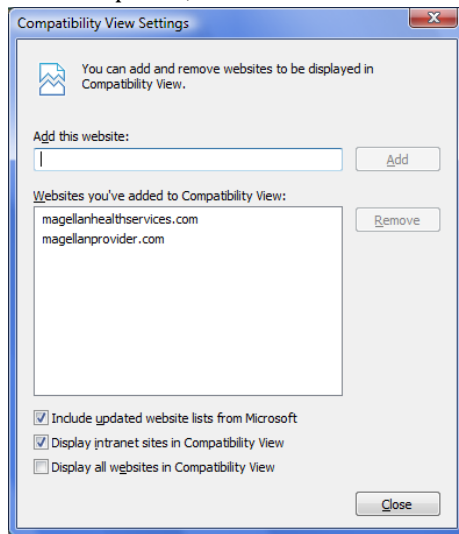 Compatibility View Settings
You can add and remove websites to be displayed in
Compatibility View.
Add this website:
Add
Websites you've added to Compatibility View:
magellanhealthservices.com
Remove
magellanprovider.com
Include updated website lists from Microsoft
Display intranet sites in Compatibility View
Display all websites in Compatibility View
Close